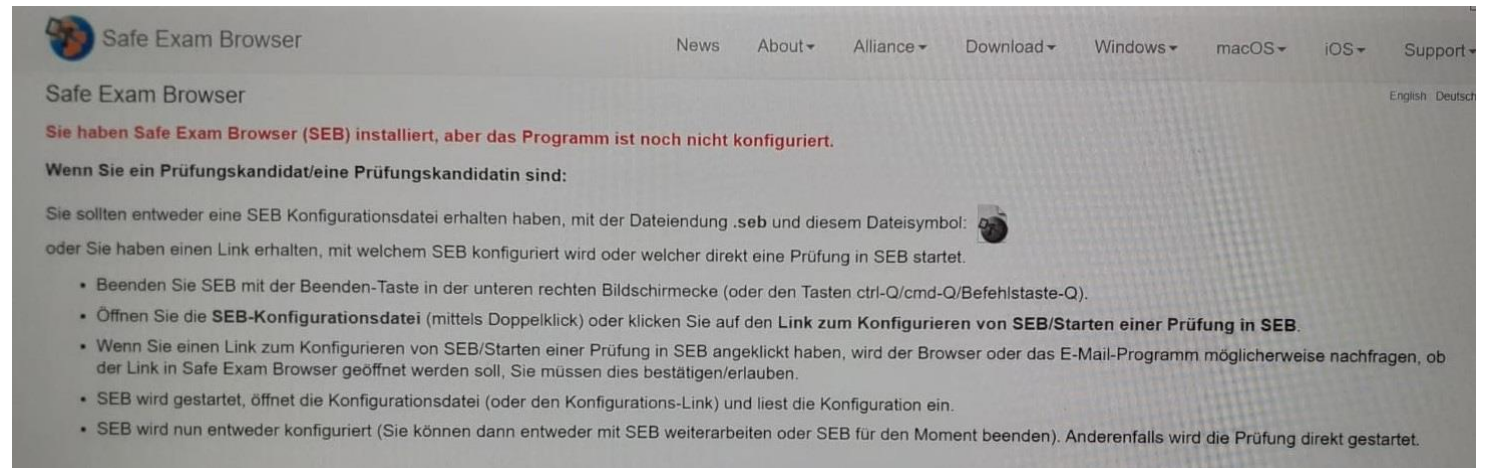 Safe Exam Browser News About Alliance Download Windows macOS iOS Support
Safe Exam Browser English Deutsch
Sie haben Safe Exam Browser (SEB) installiert, aber das Programm ist noch nicht konfiguriert.
Wenn Sie ein Prüfungskandidat/eine Prüfungskandidatin sind:
Sie sollten entweder eine SEB Konfigurationsdatei erhalten haben, mit der Dateiendung .seb und diesem Dateisymbol:
oder Sie haben einen Link erhalten, mit welchem SEB konfiguriert wird oder welcher direkt eine Prüfung in SEB startet.
• Beenden Sie SEB mit der Beenden-Taste in der unteren rechten Bildschirmecke (oder den Tasten ctrl-Q/cmd-Q/Befehlstaste-Q).
• Öffnen Sie die SEB-Konfigurationsdatei (mittels Doppelklick) oder klicken Sie auf den Link zum Konfigurieren von SEB/Starten einer Prüfung in SEB.
• Wenn Sie einen Link zum Konfigurieren von SEB/Starten einer Prüfung in SEB angeklickt haben, wird der Browser oder das E-Mail-Programm möglicherweise nachfragen, ob
der Link in Safe Exam Browser geöffnet werden soll, Sie müssen dies bestätigen/erlauben.
• SEB wird gestartet, öffnet die Konfigurationsdatei (oder den Konfigurations-Link) und liest die Konfiguration ein.
• SEB wird nun entweder konfiguriert (Sie können dann entweder mit SEB weiterarbeiten oder SEB für den Moment beenden). Anderenfalls wird die Prüfung direkt gestartet.